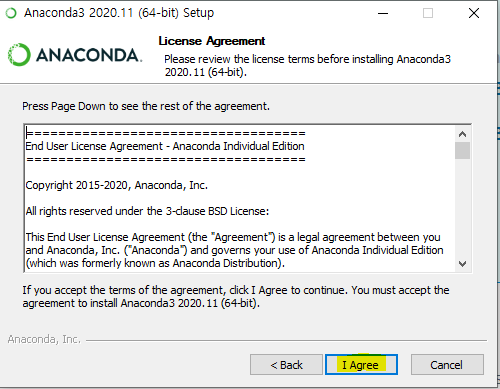 Anaconda3 2020.11 (64-bit) Setup
ANACONDA.
License Agreement
Please review the license terms before installing Anaconda3
2020.11 (64-bit).
Press Page Down to see the rest of the agreement.
=====================================
End User License Agreement - Anaconda Individual Edition
=====================================
Copyright 2015-2020, Anaconda, Inc.
All rights reserved under the 3-clause BSD License:
This End User License Agreement (the "Agreement") is a legal agreement between you
and Anaconda, Inc. ("Anaconda") and governs your use of Anaconda Individual Edition
(which was formerly known as Anaconda Distribution).
If you accept the terms of the agreement, click I Agree to continue. You must accept the
agreement to install Anaconda3 2020.11 (64-bit).
Anaconda, Inc.
< Back
I Agree
Cancel